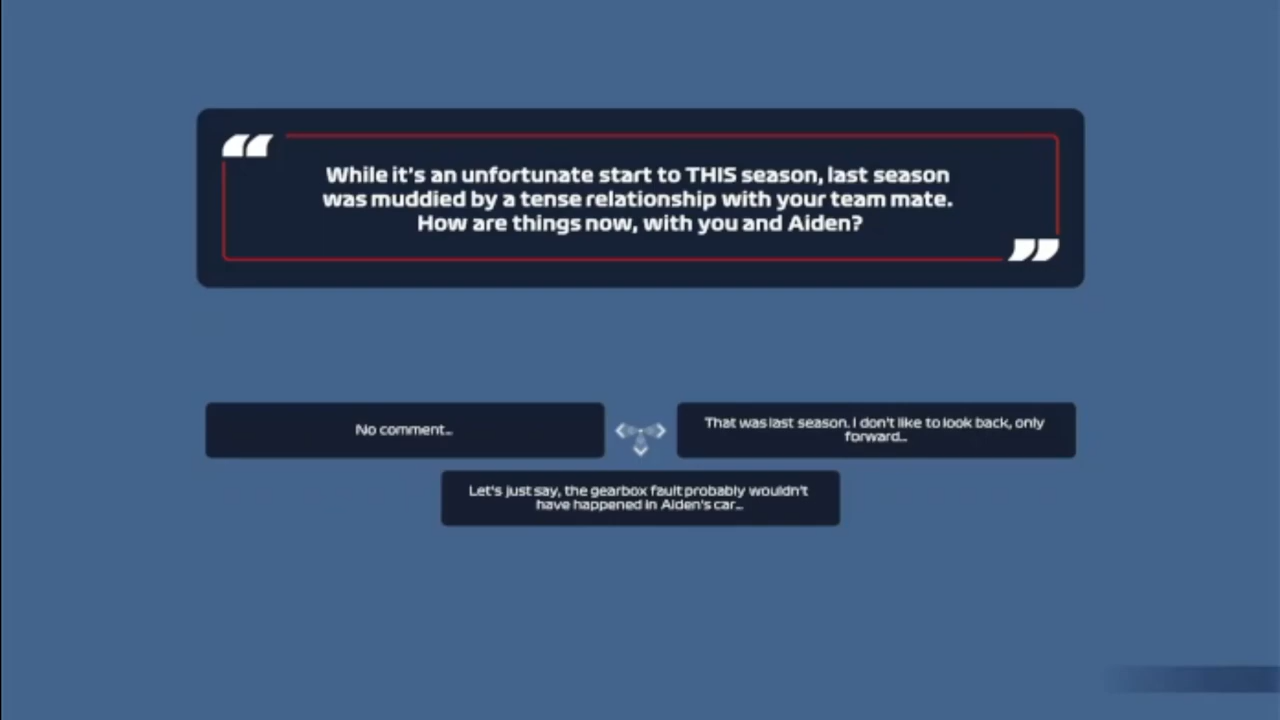 While it's an unfortunate start to THIS season, last season
was muddied by a tense relationship with your team mate.
How are things now, with you and Aiden?
No comment...
That was last season. I don't like to look back, only
forward...
Let's just say, the gearbox fault probably wouldn't
have happened in Aiden's car...